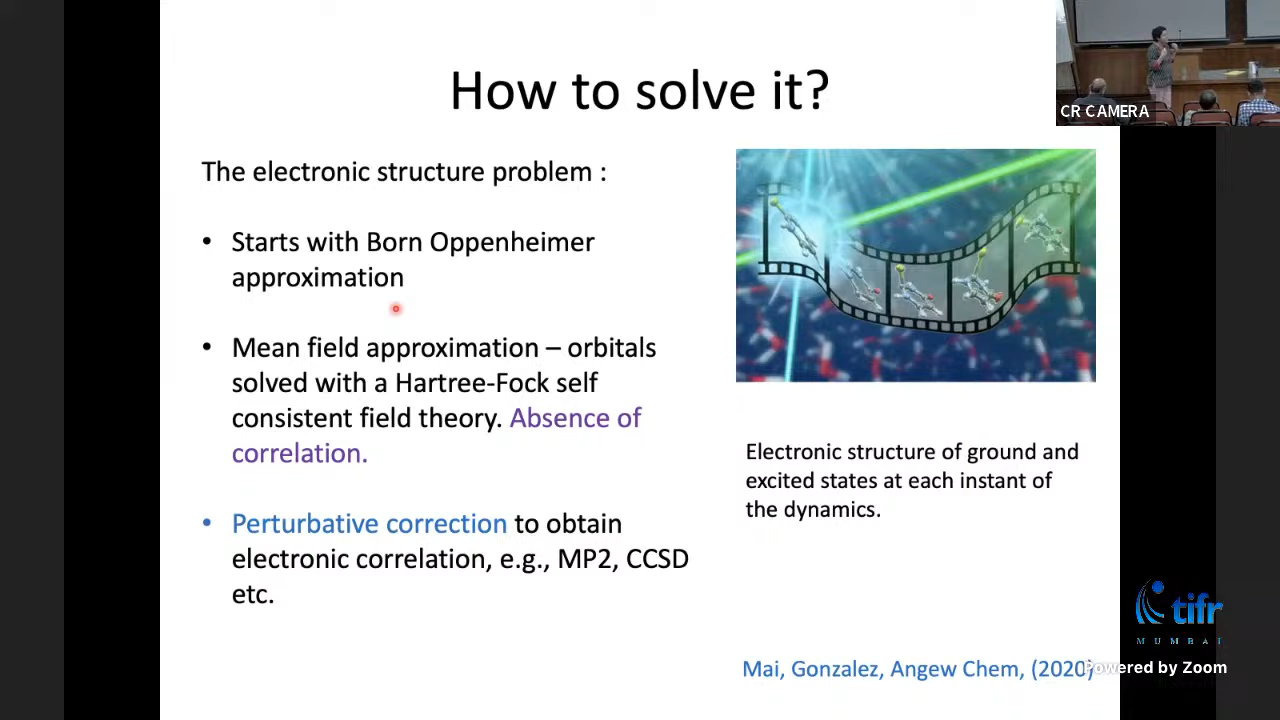 How to solve it?
CR CAMERA
The electronic structure problem :
• Starts with Born Oppenheimer
approximation
• Mean field approximation – orbitals
solved with a Hartree-Fock self
consistent field theory. Absence of
correlation.
• Perturbative correction to obtain
electronic correlation, e.g., MP2, CCSD
etc.
Electronic structure of ground and
excited states at each instant of
the dynamics.
tifr
MUMBAI
Mai, Gonzalez, Angew Chem, (2020)
Powered by Zoom